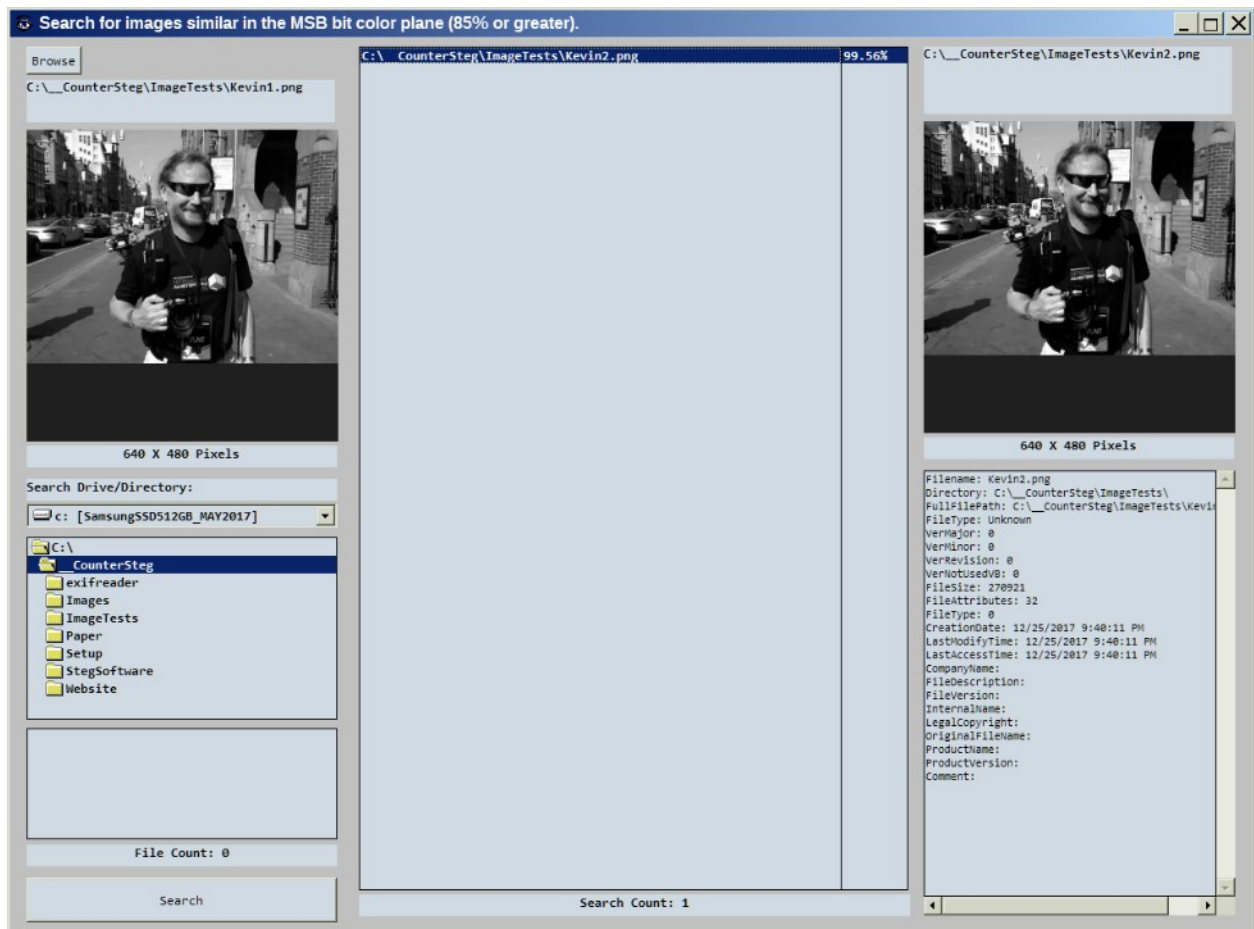 Search for images similar in the MSB bit color plane (85% or greater).
Browse
C:\__CounterSteg\ImageTests\Kevin1.png
640 X 480 Pixels
Search Drive/Directory:
c: [SamsungSSD512GB_MAY2017]
C:\
__CounterSteg
exifreader
Images
ImageTests
Paper
Setup
StegSoftware
Website
File Count: 0
Search
C:\__CounterSteg\ImageTests\Kevin2.png 99.56%
Search Count: 1
C:\__CounterSteg\ImageTests\Kevin2.png
640 X 480 Pixels
Filename: Kevin2.png
Directory: C:\__CounterSteg\ImageTests\
FullFilePath: C:\__CounterSteg\ImageTests\Kevin
FileType: Unknown
VerMajor: 0
VerMinor: 0
VerRevision: 0
VerNotUsedVB: 0
FileSize: 270921
FileAttributes: 32
FileType: 0
CreationDate: 12/25/2017 9:40:11 PM
LastModifyTime: 12/25/2017 9:40:11 PM
LastAccessTime: 12/25/2017 9:40:11 PM
CompanyName:
FileDescription:
FileVersion:
InternalName:
LegalCopyright:
OriginalFileName:
ProductName:
ProductVersion:
Comment: